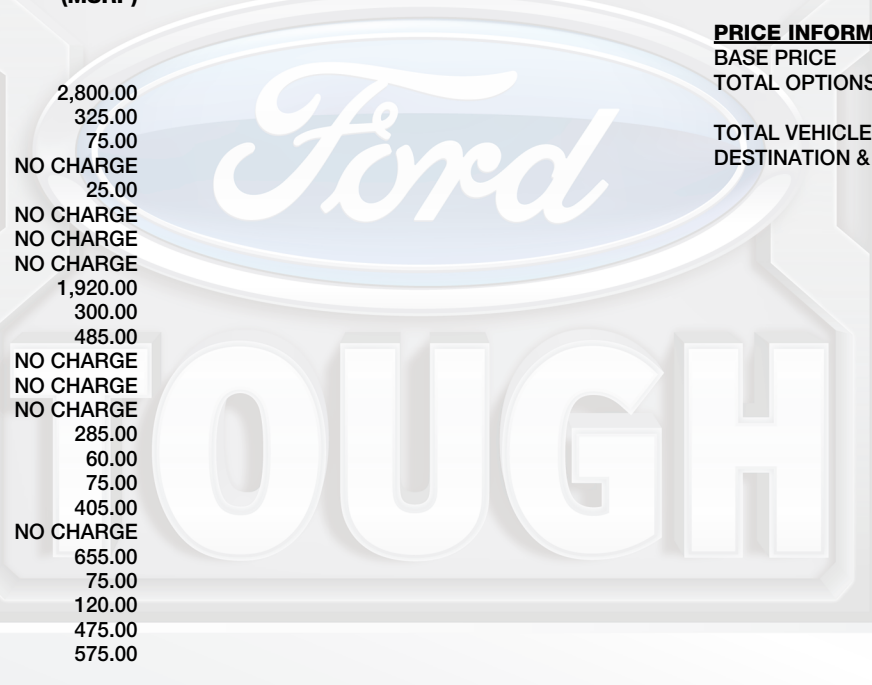 (MSRP)
2,800.00
325.00
75.00
NO CHARGE
25.00
NO CHARGE
NO CHARGE
NO CHARGE
1,920.00
300.00
485.00
NO CHARGE
NO CHARGE
NO CHARGE
285.00
60.00
75.00
405.00
NO CHARGE
655.00
75.00
120.00
475.00
575.00
PRICE INFORM
BASE PRICE
TOTAL OPTIONS
TOTAL VEHICLE
DESTINATION &
Ford
TOUGH